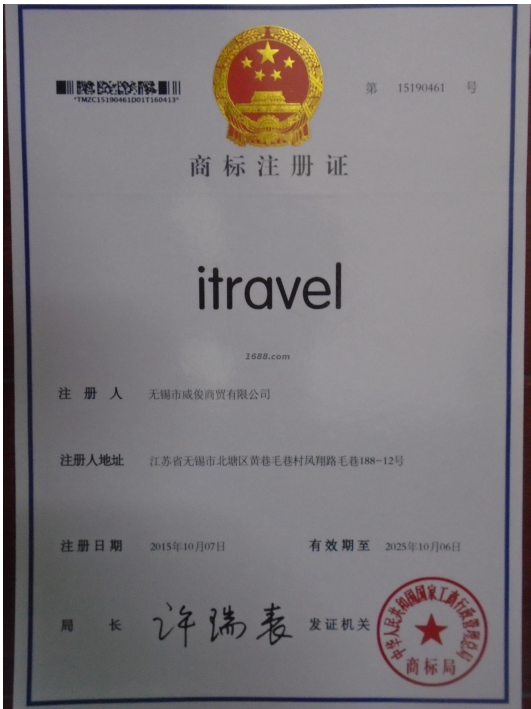 *TMZC15190461D01T160413*
第 15190461 号
商标注册证
itravel
1688.com
注册人 无锡市威俊商贸有限公司
注册人地址 江苏省无锡市北塘区黄巷毛巷村凤翔路毛巷188-12号
注册日期 2015年10月07日 有效期至 2025年10月06日
局长 许瑞表 发证机关
中华人民共和国国家工商行政管理总局
商标局